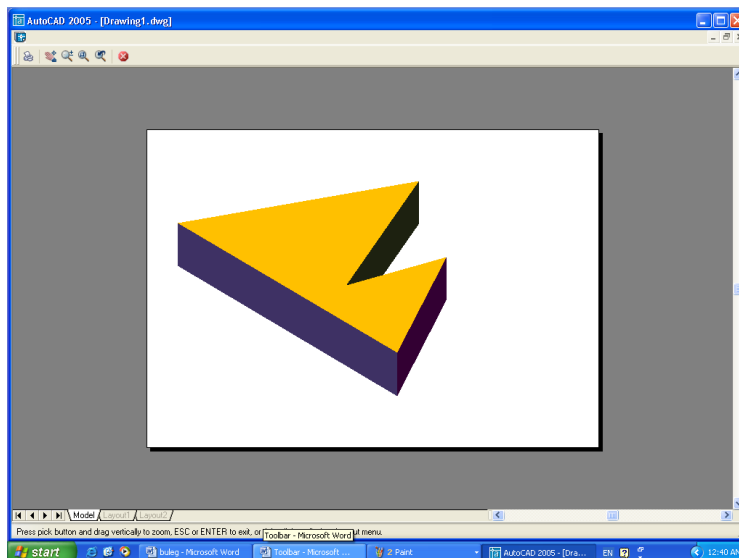 AutoCAD 2005 - [Drawing1.dwg]
Model Layout1 Layout2
Press pick button and drag vertically to zoom, ESC or ENTER to exit, or menu.
Toolbar - Microsoft Word
start buleg - Microsoft Word Toolbar - Microsoft ... 2 Paint AutoCAD 2005 - [Dra... EN 12:40 AM